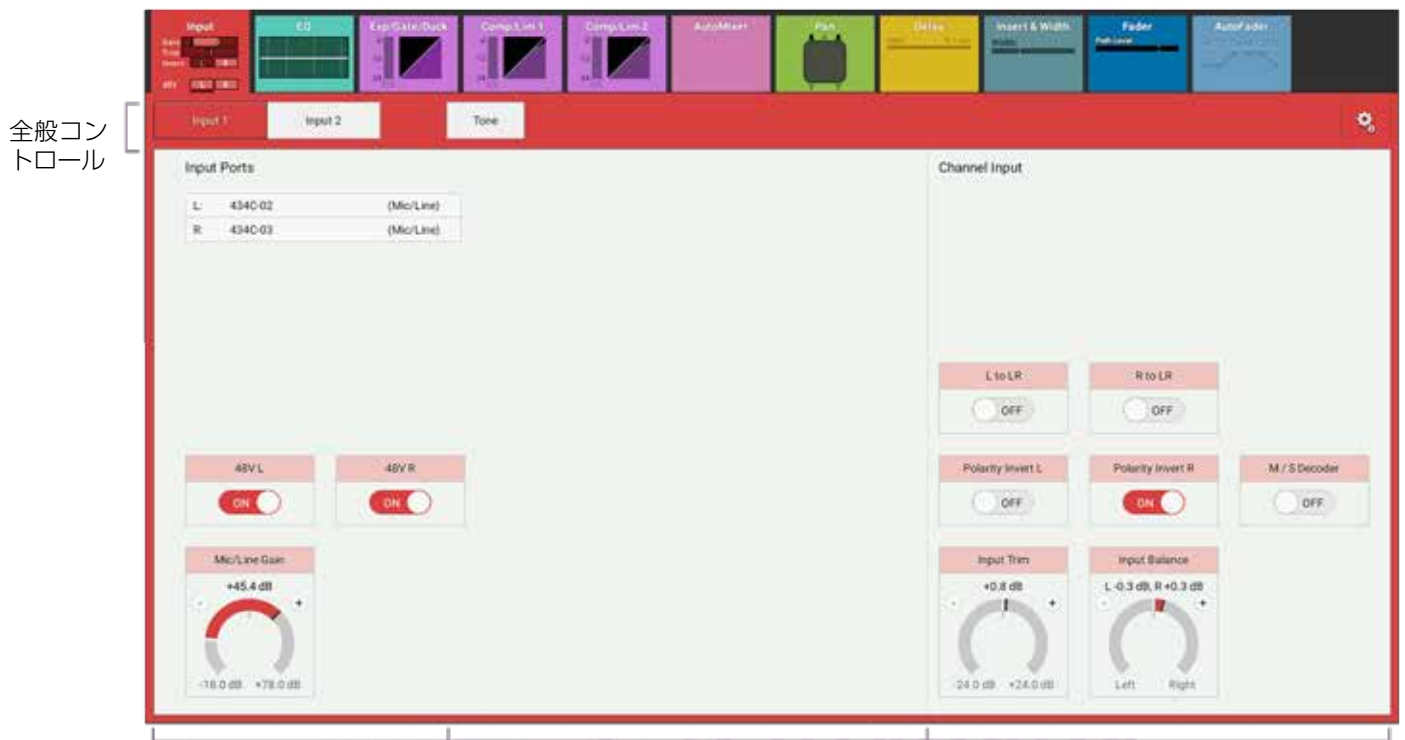 Input
EQ
Exp/Gate/Duck
Comp/Lim 1
Comp/Lim 2
AutoMixer
Pan
Delay
Insert & Width
Fader
AutoFader
Gain
Tone
Invert L R
48V L R
Width
Path Level
全般コン
トロール
Input 1
Input 2
Tone
Input Ports
Channel Input
L: 434C-02 (Mic/Line)
R: 434C-03 (Mic/Line)
L to LR
R to LR
OFF
OFF
48V L
48V R
Polarity Invert L
Polarity Invert R
M / S Decoder
ON
ON
OFF
ON
OFF
Mic/Line Gain
Input Trim
Input Balance
+45.4 dB
+0.8 dB
L -0.3 dB, R +0.3 dB
- +
- +
- +
-18.0 dB +78.0 dB
-24.0 dB +24.0 dB
Left Right